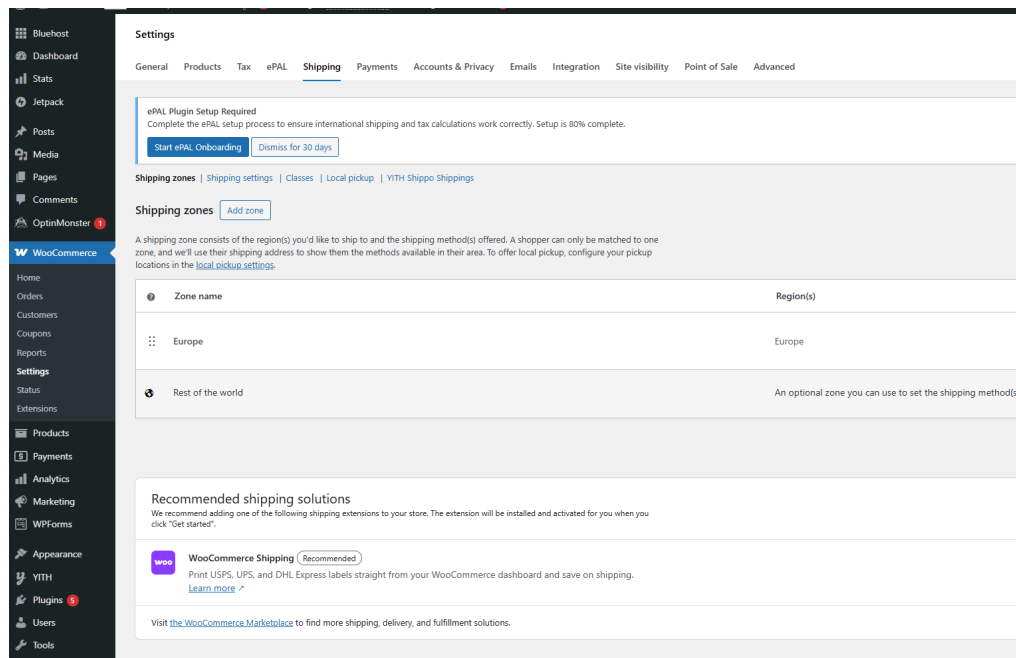 Bluehost
Dashboard
Stats
Jetpack
Posts
Media
Pages
Comments
OptinMonster 1
WooCommerce
Home
Orders
Customers
Coupons
Reports
Settings
Status
Extensions
Products
Payments
Analytics
Marketing
WPForms
Appearance
YITH
Plugins 5
Users
Tools
Settings
General Products Tax ePAL Shipping Payments Accounts & Privacy Emails Integration Site visibility Point of Sale Advanced
ePAL Plugin Setup Required
Complete the ePAL setup process to ensure international shipping and tax calculations work correctly. Setup is 80% complete.
Start ePAL Onboarding Dismiss for 30 days
Shipping zones | Shipping settings | Classes | Local pickup | YITH Shippo Shippings
Shipping zones Add zone
A shipping zone consists of the region(s) you'd like to ship to and the shipping method(s) offered. A shopper can only be matched to one
zone, and we'll use their shipping address to show them the methods available in their area. To offer local pickup, configure your pickup
locations in the local pickup settings.
Zone name Region(s)
Europe Europe
Rest of the world An optional zone you can use to set the shipping method(s
Recommended shipping solutions
We recommend adding one of the following shipping extensions to your store. The extension will be installed and activated for you when you
click "Get started".
woo
WooCommerce Shipping Recommended
Print USPS, UPS, and DHL Express labels straight from your WooCommerce dashboard and save on shipping.
Learn more ↗
Visit the WooCommerce Marketplace to find more shipping, delivery, and fulfillment solutions.